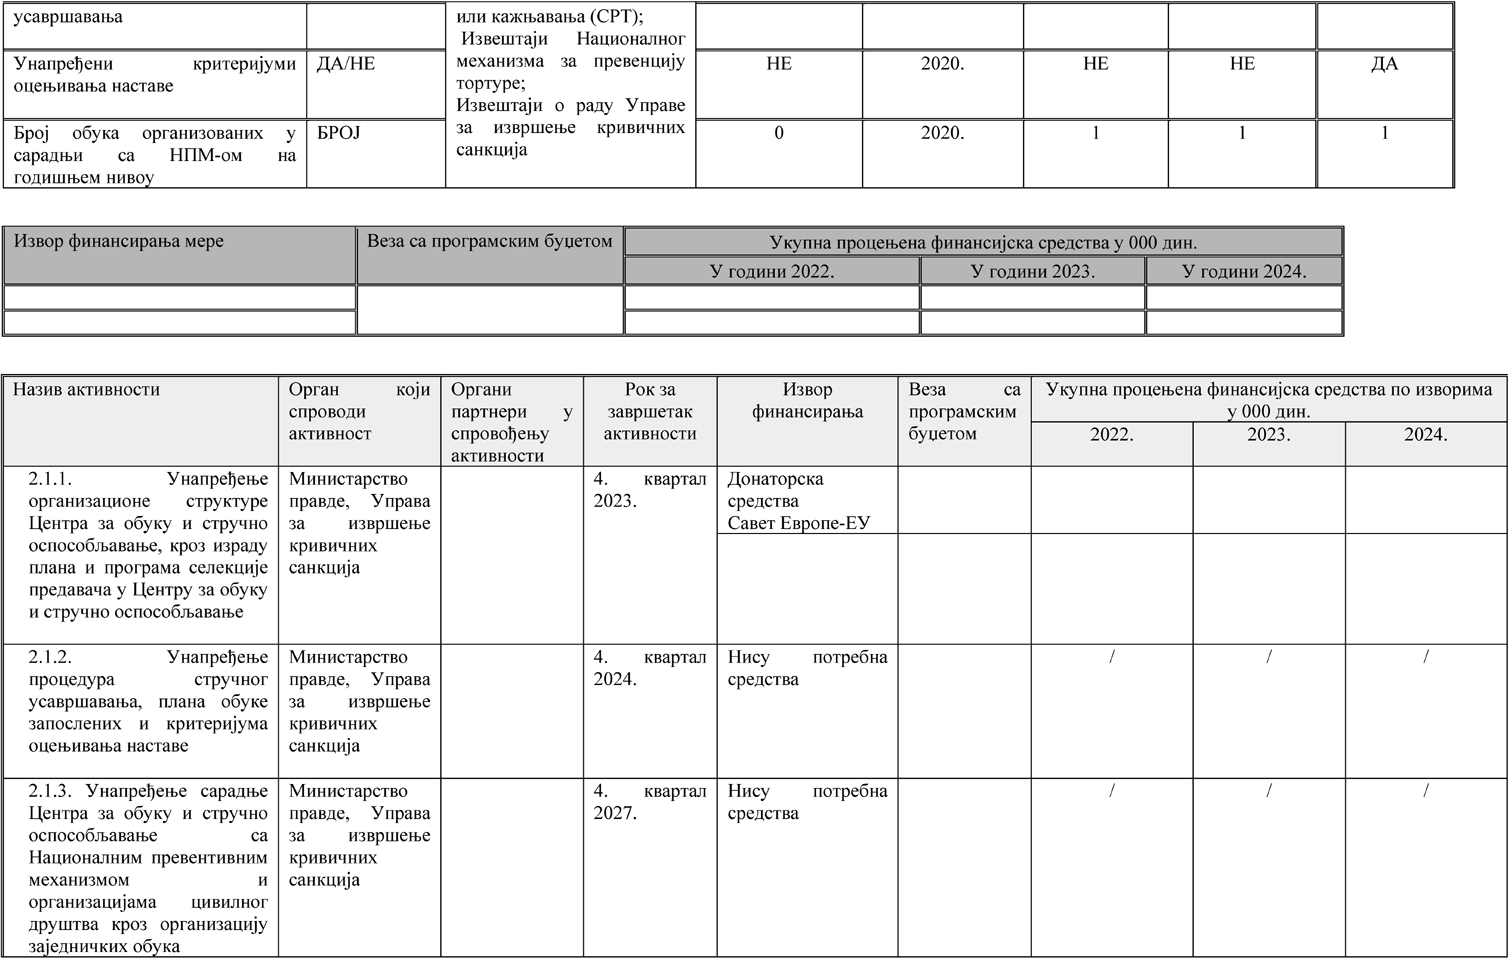 усавршавања
или кажњавања (CPT);
Извештаји Националног
механизма за превенцију
тортуре;
Извештаји о раду Управе
за извршење кривичних
санкција
Унапређени критеријуми
оцењивања наставе
ДА/НЕ
НЕ
2020.
НЕ
НЕ
ДА
Број обука организованих у
сарадњи са НПМ-ом на
годишњем нивоу
БРОЈ
0
2020.
1
1
1
Извор финансирања мере
Веза са програмским буџетом
Укупна процењена финансијска средства у 000 дин.
У години 2022.
У години 2023.
У години 2024.
Назив активности
Орган који
спроводи
активност
Органи
партнери у
спровођењу
активности
Рок за
завршетак
активности
Извор
финансирања
Веза са
програмским
буџетом
Укупна процењена финансијска средства по изворима
у 000 дин.
2022.
2023.
2024.
2.1.1. Унапређење
организационе структуре
Центра за обуку и стручно
оспособљавање, кроз израду
плана и програма селекције
предавача у Центру за обуку
и стручно оспособљавање
Министарство
правде, Управа
за извршење
кривичних
санкција
4. квартал
2023.
Донаторска
средства
Савет Европе-ЕУ
2.1.2. Унапређење
процедура стручног
усавршавања, плана обуке
запослених и критеријума
оцењивања наставе
Министарство
правде, Управа
за извршење
кривичних
санкција
4. квартал
2024.
Нису потребна
средства
/
/
/
2.1.3. Унапређење сарадње
Центра за обуку и стручно
оспособљавање са
Националним превентивним
механизмом и
организацијама цивилног
друштва кроз организацију
заједничких обука
Министарство
правде, Управа
за извршење
кривичних
санкција
4. квартал
2027.
Нису потребна
средства
/
/
/